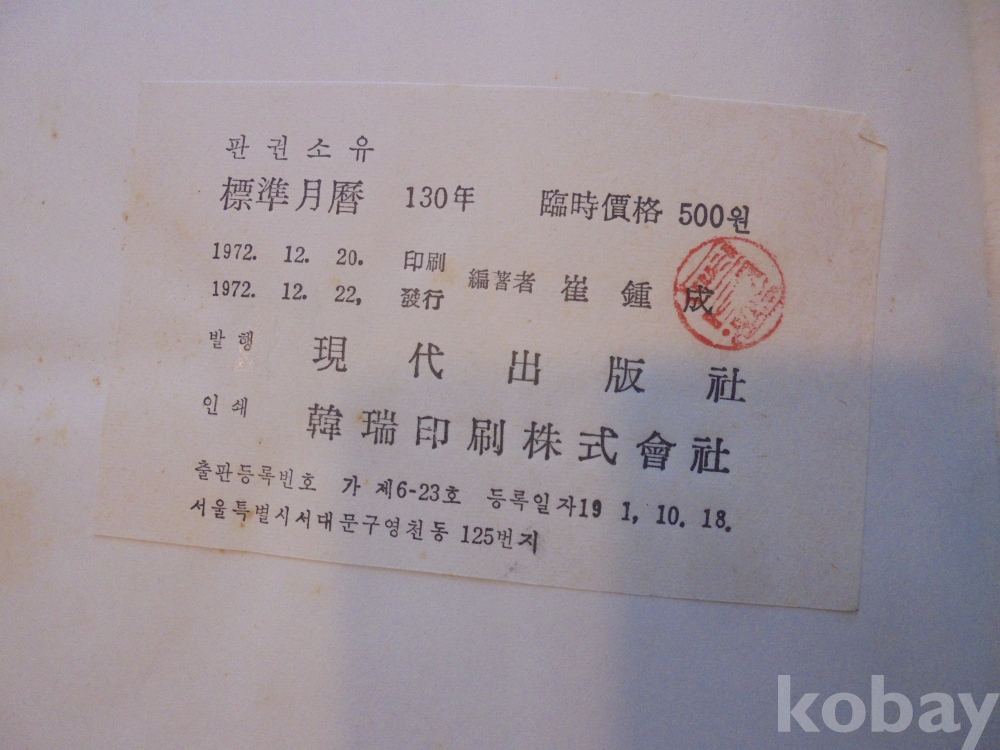 판권소유
標準月曆 130年 臨時價格 500원
1972. 12. 20. 印刷
1972. 12. 22, 發行
編著者 崔鍾成
발행 現代出版社
인쇄 韓瑞印刷株式會社
출판등록번호 가 제6-23호 등록일자19 1, 10. 18.
서울특별시서대문구영천동 125번지
kobay